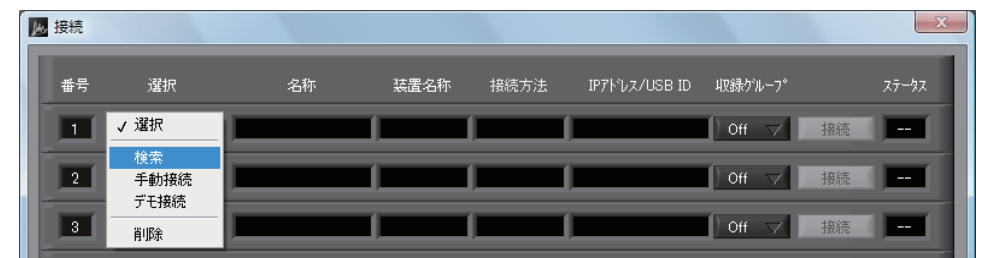 接続
番号 選択 名称 装置名称 接続方法 IPアドレス/USB ID 収録グループ ステータス
1 ✓ 選択 Off 接続 --
検索
2 手動接続 Off 接続 --
デモ接続
3 削除 Off 接続 --